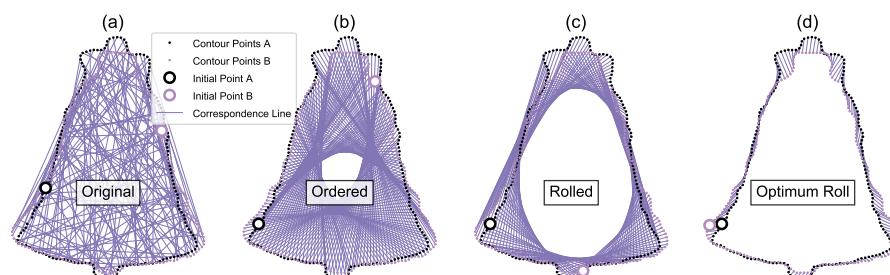 (a)
(b)
(c)
(d)
Contour Points A
Contour Points B
Initial Point A
Initial Point B
Correspondence Line
Original
Ordered
Rolled
Optimum Roll